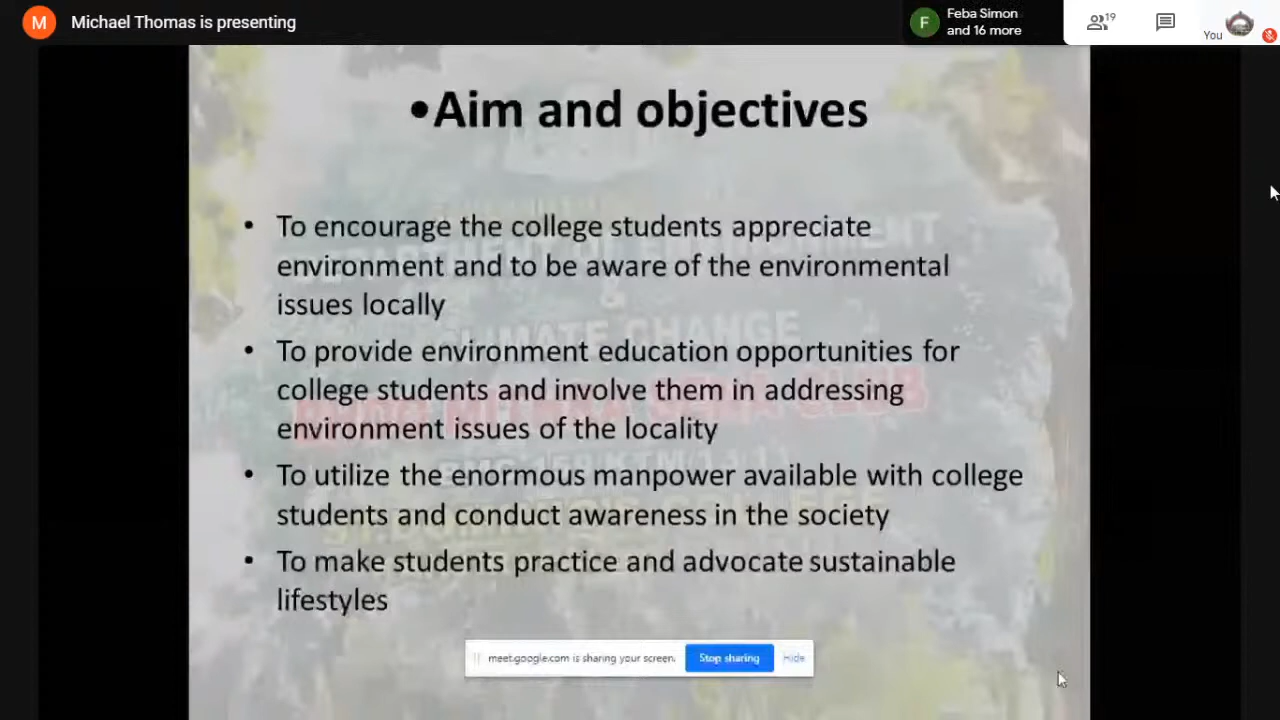 M
Michael Thomas is presenting
F
Feba Simon
and 16 more
19
You
•Aim and objectives
• To encourage the college students appreciate
environment and to be aware of the environmental
issues locally
• To provide environment education opportunities for
college students and involve them in addressing
environment issues of the locality
• To utilize the enormous manpower available with college
students and conduct awareness in the society
• To make students practice and advocate sustainable
lifestyles
CLIMATE CHANGE
&
CLUB
meet.google.com is sharing your screen.
Stop sharing
Hide